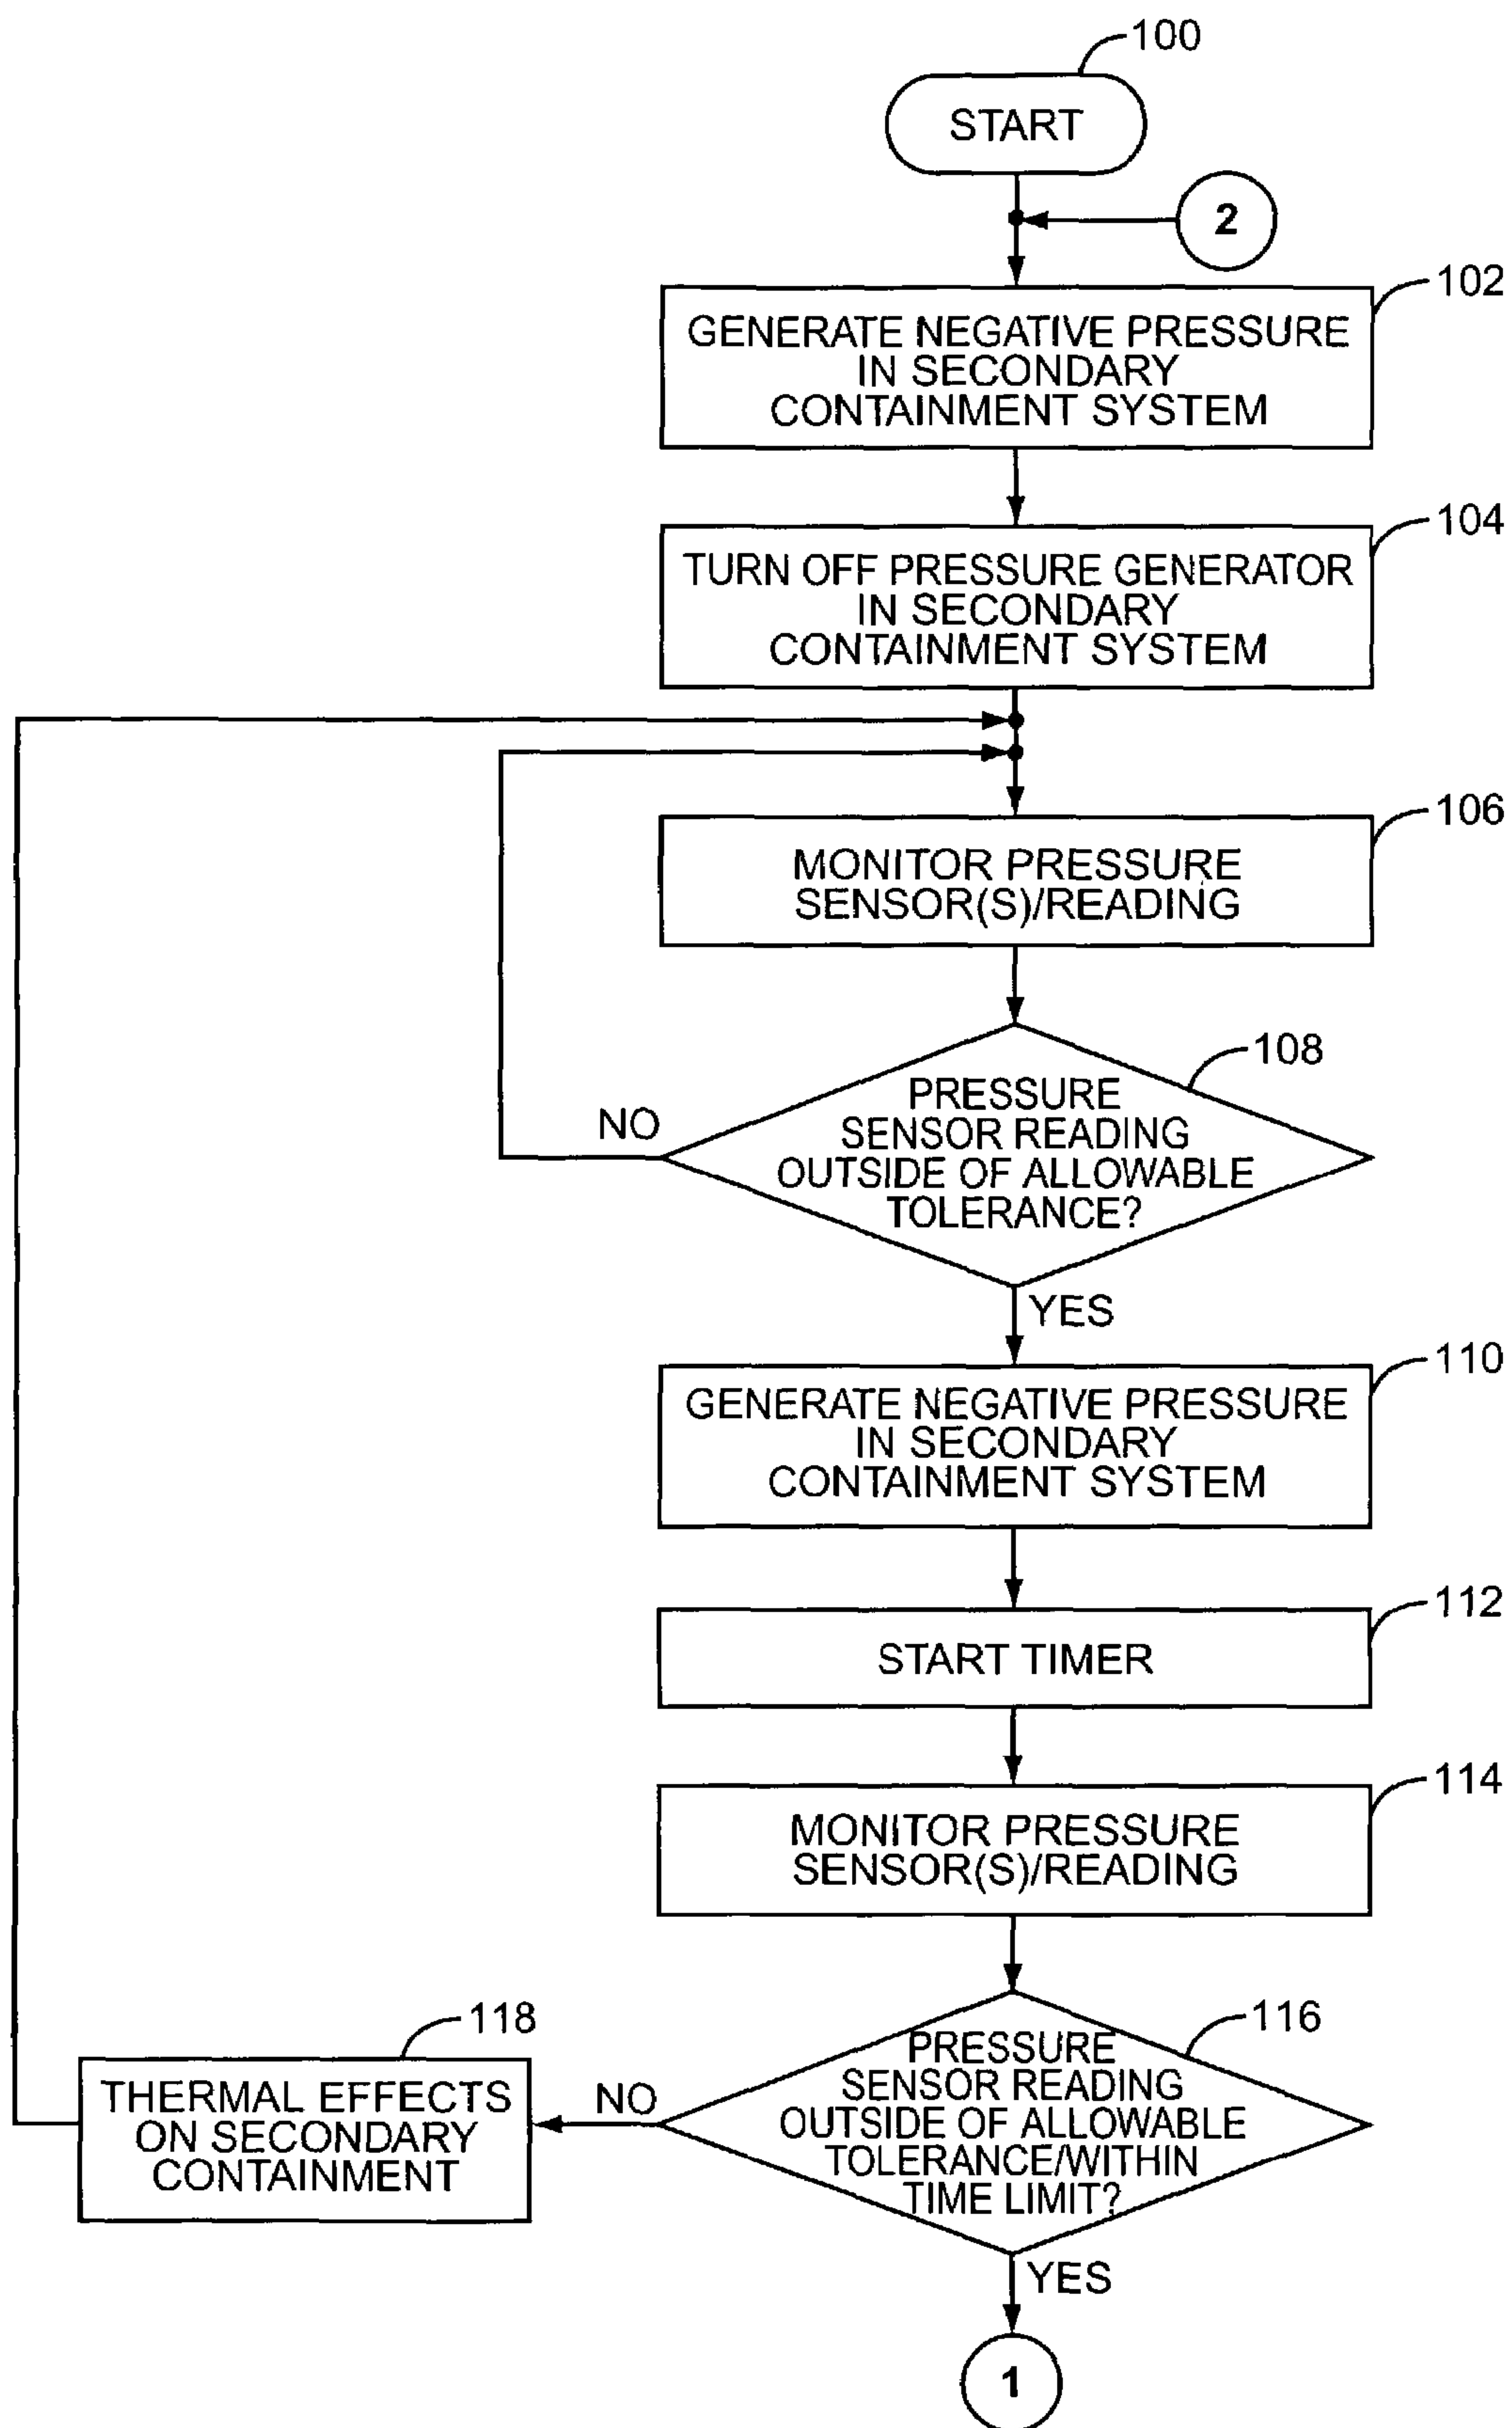 100
START
2
102
GENERATE NEGATIVE PRESSURE
IN SECONDARY
CONTAINMENT SYSTEM
104
TURN OFF PRESSURE GENERATOR
IN SECONDARY
CONTAINMENT SYSTEM
106
MONITOR PRESSURE
SENSOR(S)/READING
108
PRESSURE
SENSOR READING
OUTSIDE OF ALLOWABLE
TOLERANCE?
NO
YES
110
GENERATE NEGATIVE PRESSURE
IN SECONDARY
CONTAINMENT SYSTEM
112
START TIMER
114
MONITOR PRESSURE
SENSOR(S)/READING
116
PRESSURE
SENSOR READING
OUTSIDE OF ALLOWABLE
TOLERANCE/WITHIN
TIME LIMIT?
NO
118
THERMAL EFFECTS
ON SECONDARY
CONTAINMENT
YES
1